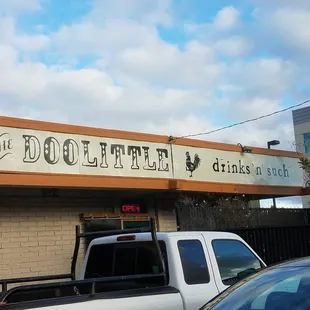 The DOOLITTLE drinks 'n' such
OPEN